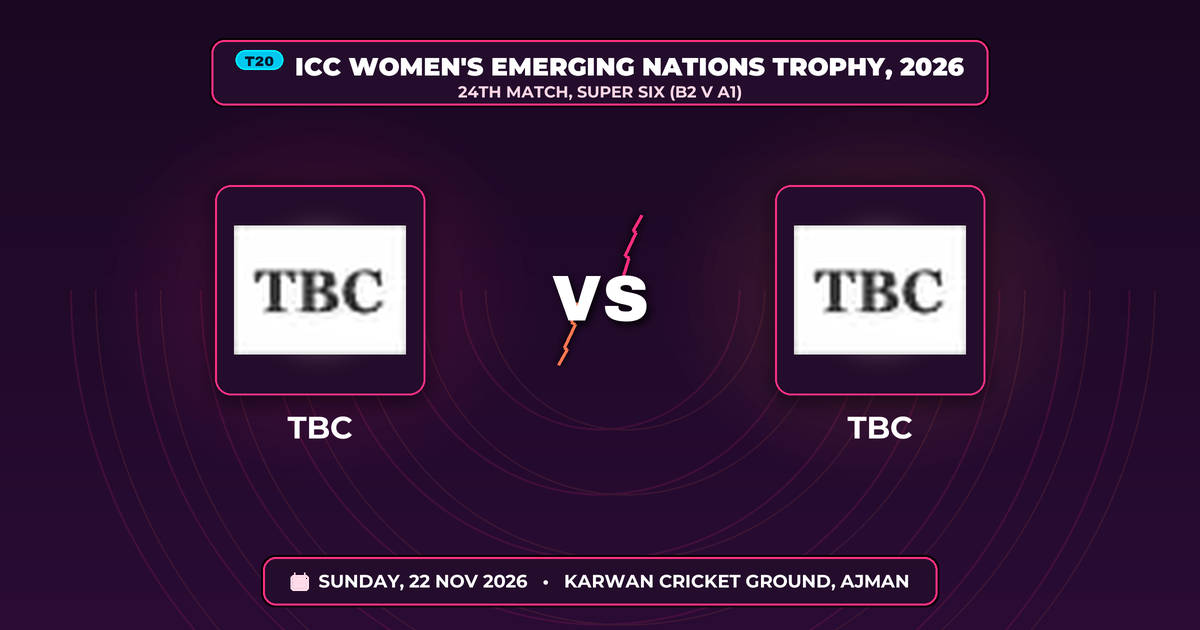 T20 ICC WOMEN'S EMERGING NATIONS TROPHY, 2026
24TH MATCH, SUPER SIX (B2 V A1)
TBC
TBC
VS
TBC
TBC
SUNDAY, 22 NOV 2026 • KARWAN CRICKET GROUND, AJMAN